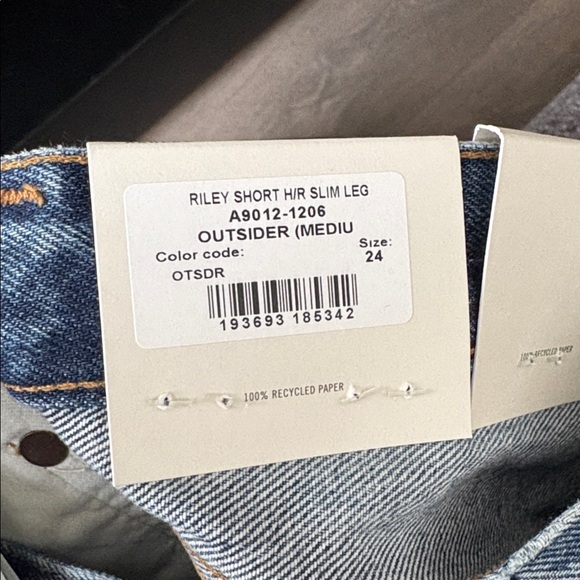 RILEY SHORT H/R SLIM LEG
A9012-1206
OUTSIDER (MEDIU
Color code: Size:
OTSDR 24
193693 185342
100% RECYCLED PAPER
100% RECYCLED PAPER